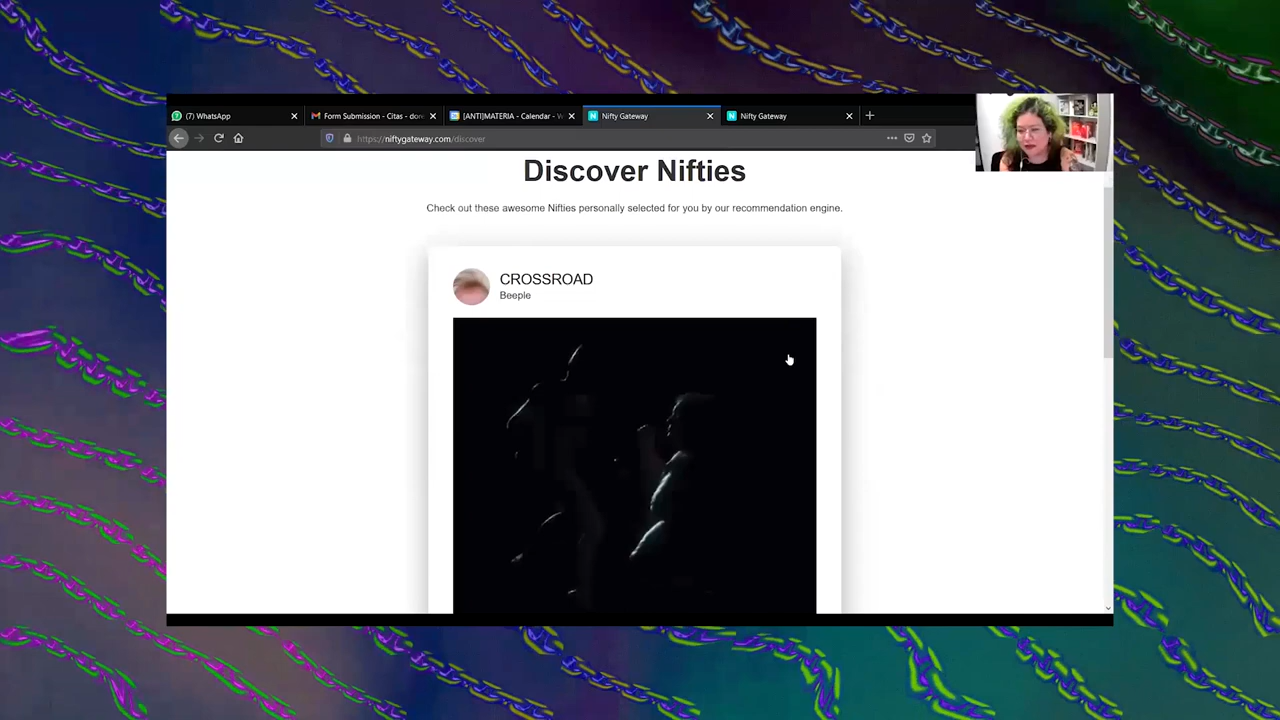 (7) WhatsApp
Form Submission - Citas - dor
[ANTI]MATERIA - Calendar - W
Nifty Gateway
Nifty Gateway
https://niftygateway.com/discover
Discover Nifties
Check out these awesome Nifties personally selected for you by our recommendation engine.
CROSSROAD
Beeple